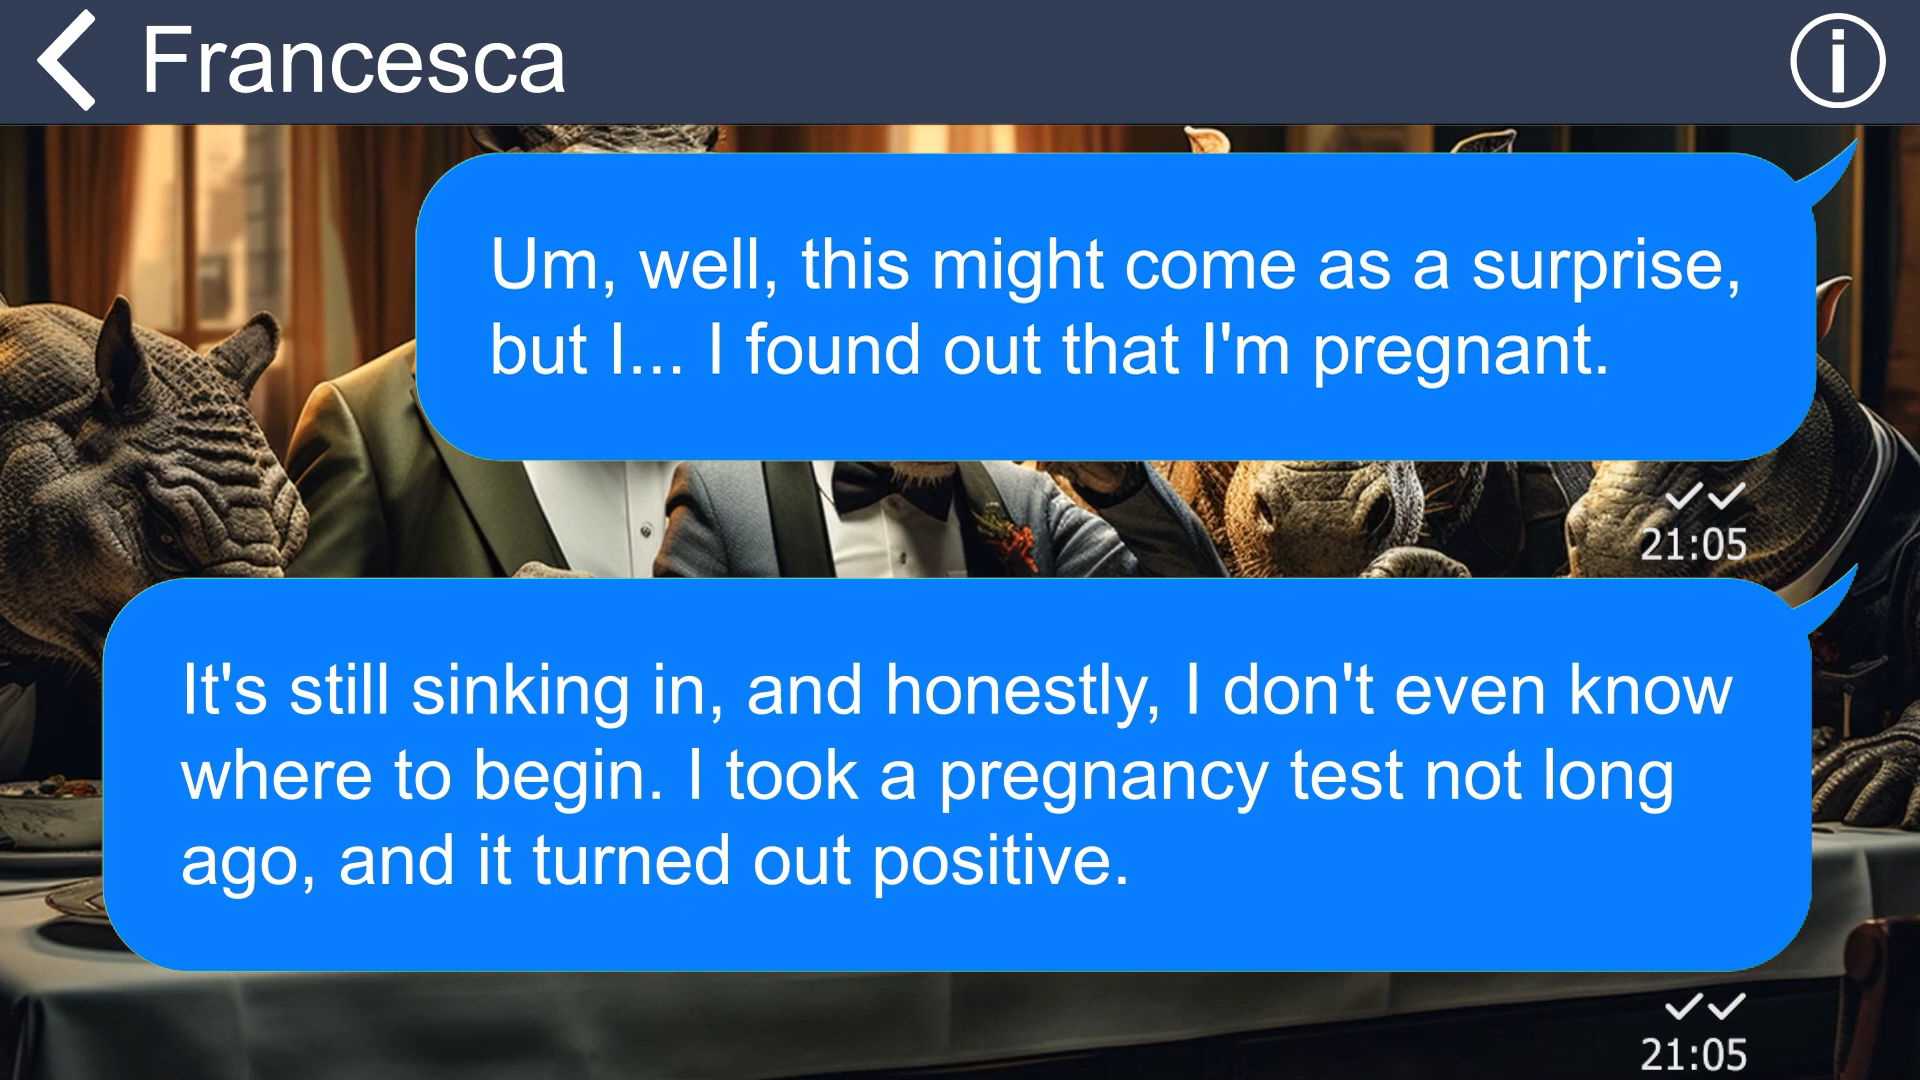 Francesca
Um, well, this might come as a surprise,
but I... I found out that I'm pregnant.
21:05
It's still sinking in, and honestly, I don't even know
where to begin. I took a pregnancy test not long
ago, and it turned out positive.
21:05